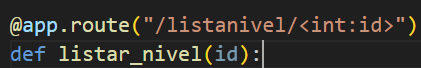 @app.route("/listanivel/<int:id>")
def listar_nivel(id):